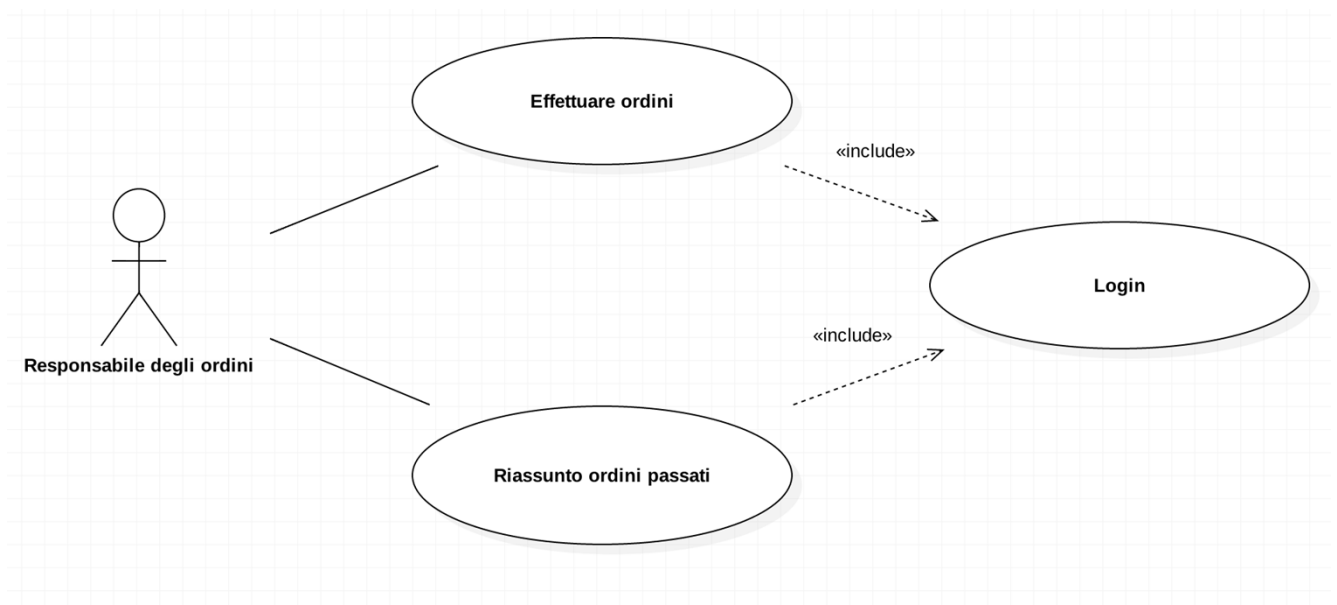 Effettuare ordini
«include»
Login
«include»
Responsabile degli ordini
Riassunto ordini passati